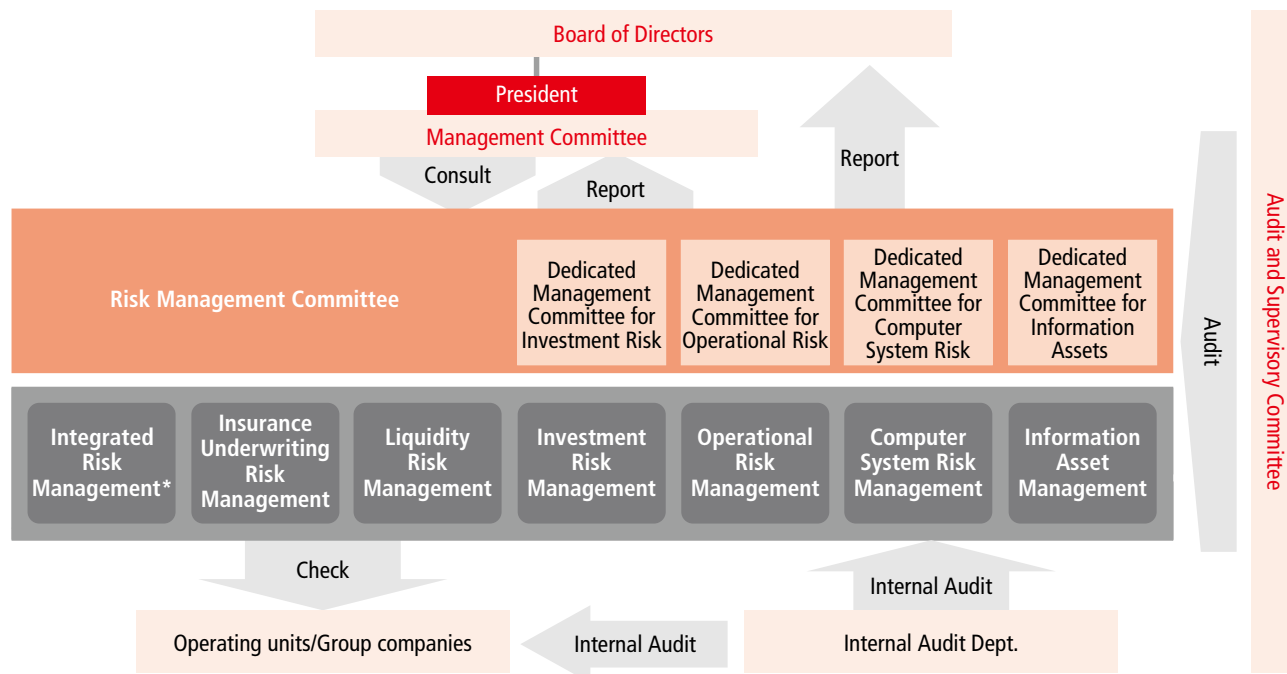 Board of Directors
President
Management Committee
Consult
Report
Report
Risk Management Committee
Dedicated
Management
Committee for
Investment Risk
Dedicated
Management
Committee for
Operational Risk
Dedicated
Management
Committee for
Computer
System Risk
Dedicated
Management
Committee for
Information
Assets
Audit
Audit and Supervisory Committee
Integrated
Risk
Management*
Insurance
Underwriting
Risk
Management
Liquidity
Risk
Management
Investment
Risk
Management
Operational
Risk
Management
Computer
System Risk
Management
Information
Asset
Management
Check
Internal Audit
Operating units/Group companies
Internal Audit
Internal Audit Dept.